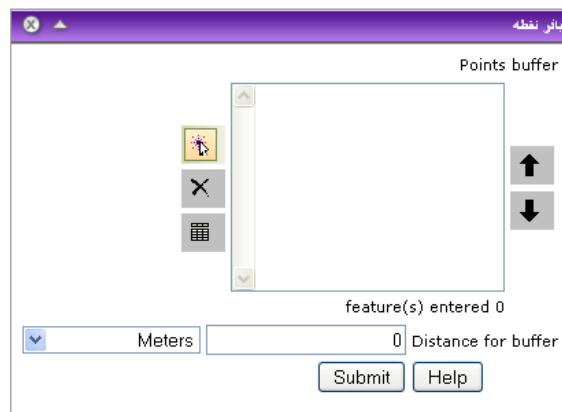 بافر نقطه
Points buffer
feature(s) entered 0
Meters 0 Distance for buffer
Submit Help